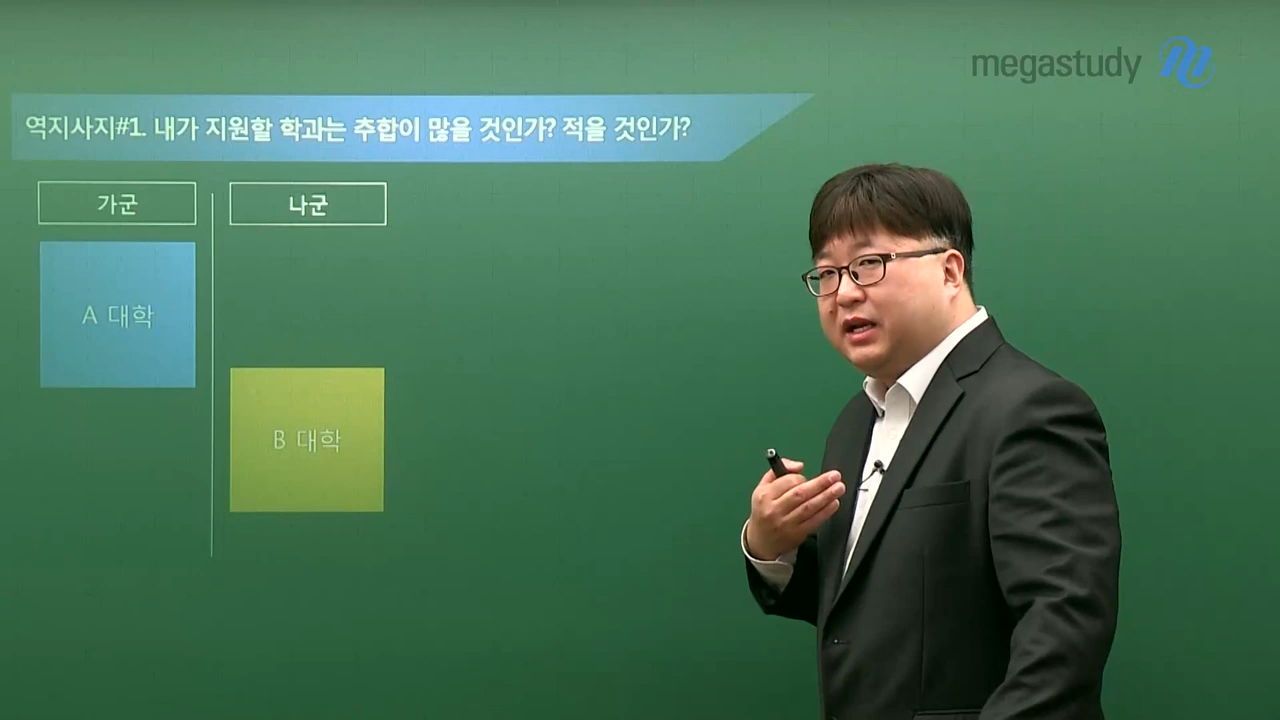 megastudy
역지사지#1. 내가 지원할 학과는 추합이 많을 것인가? 적을 것인가?
가군
나군
A 대학
B 대학